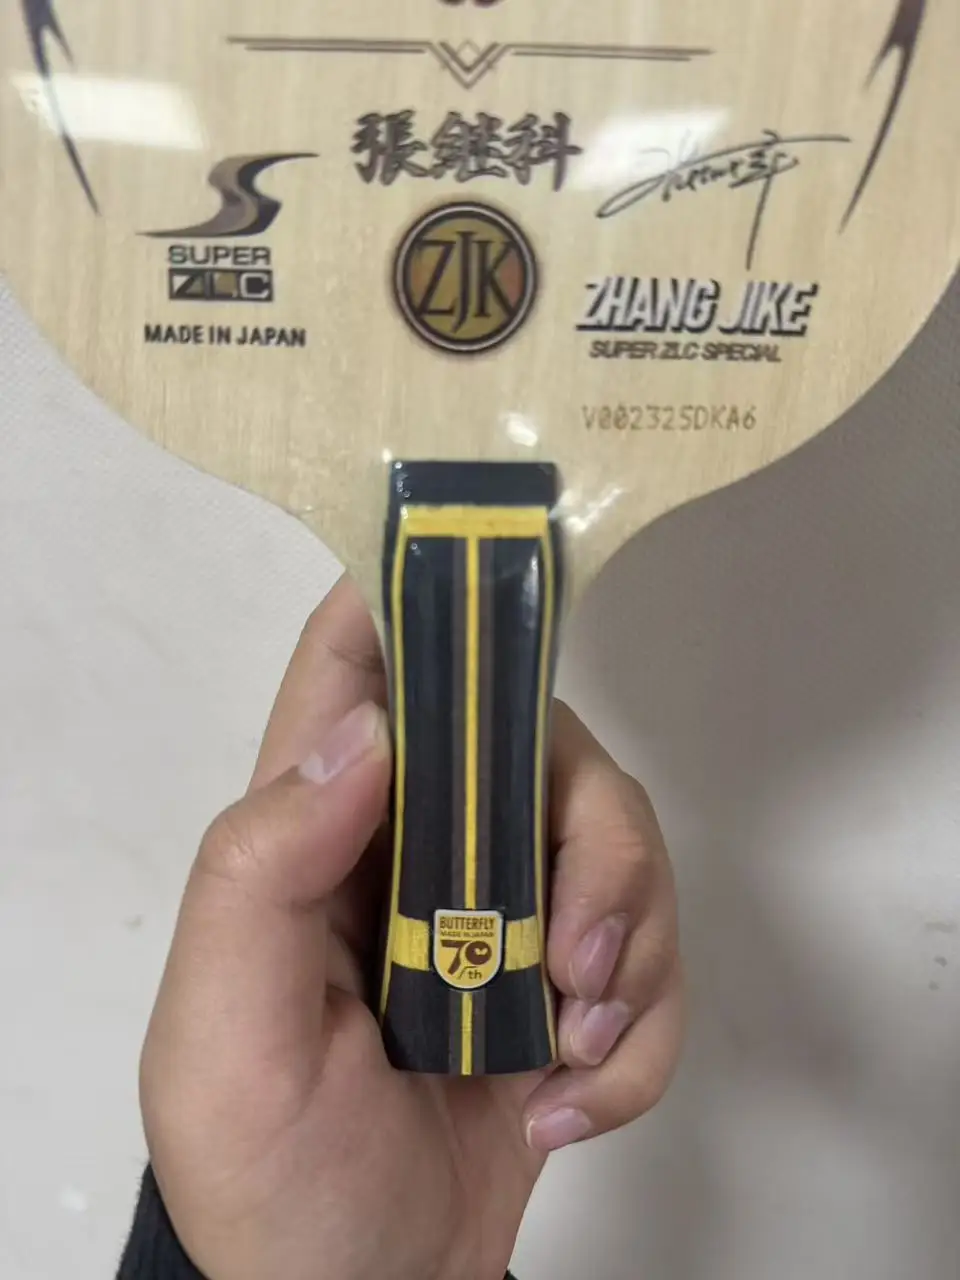 張継科
SUPER
ZLC
MADE IN JAPAN
ZJK
ZHANG JIKE
SUPER ZLC SPECIAL
V002325DKA6
BUTTERFLY
MADE IN JAPAN
70th